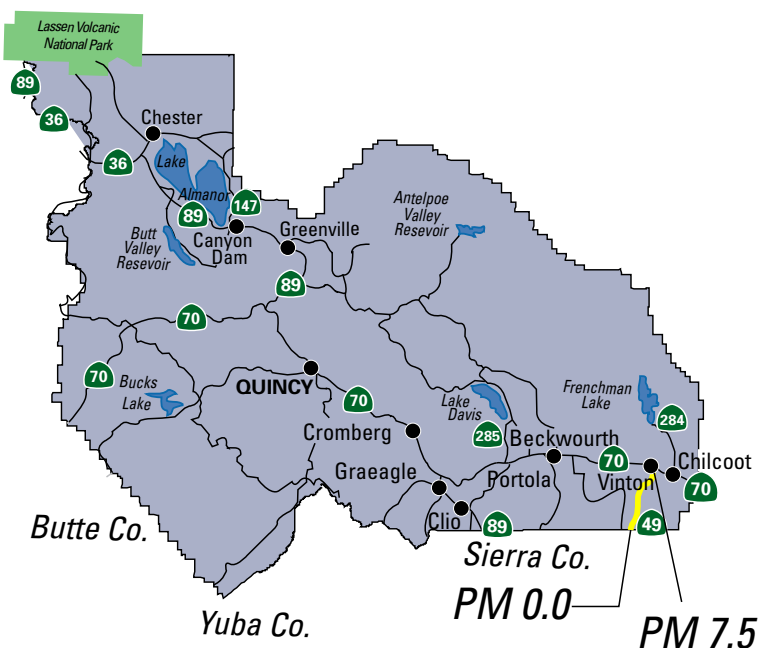 Lassen Volcanic
National Park
89
36
Chester
36
Lake
Almanor
147
89
Antelpoe
Valley
Resevoir
Butt
Valley
Resevoir
Canyon
Dam
Greenville
89
70
70
Bucks
Lake
QUINCY
70
Lake
Davis
Frenchman
Lake
284
Cromberg
285
Beckwourth
70
Chilcoot
Graeagle
Portola
Vinton
70
Clio
89
49
Butte Co.
Sierra Co.
PM 0.0
Yuba Co.
PM 7.5